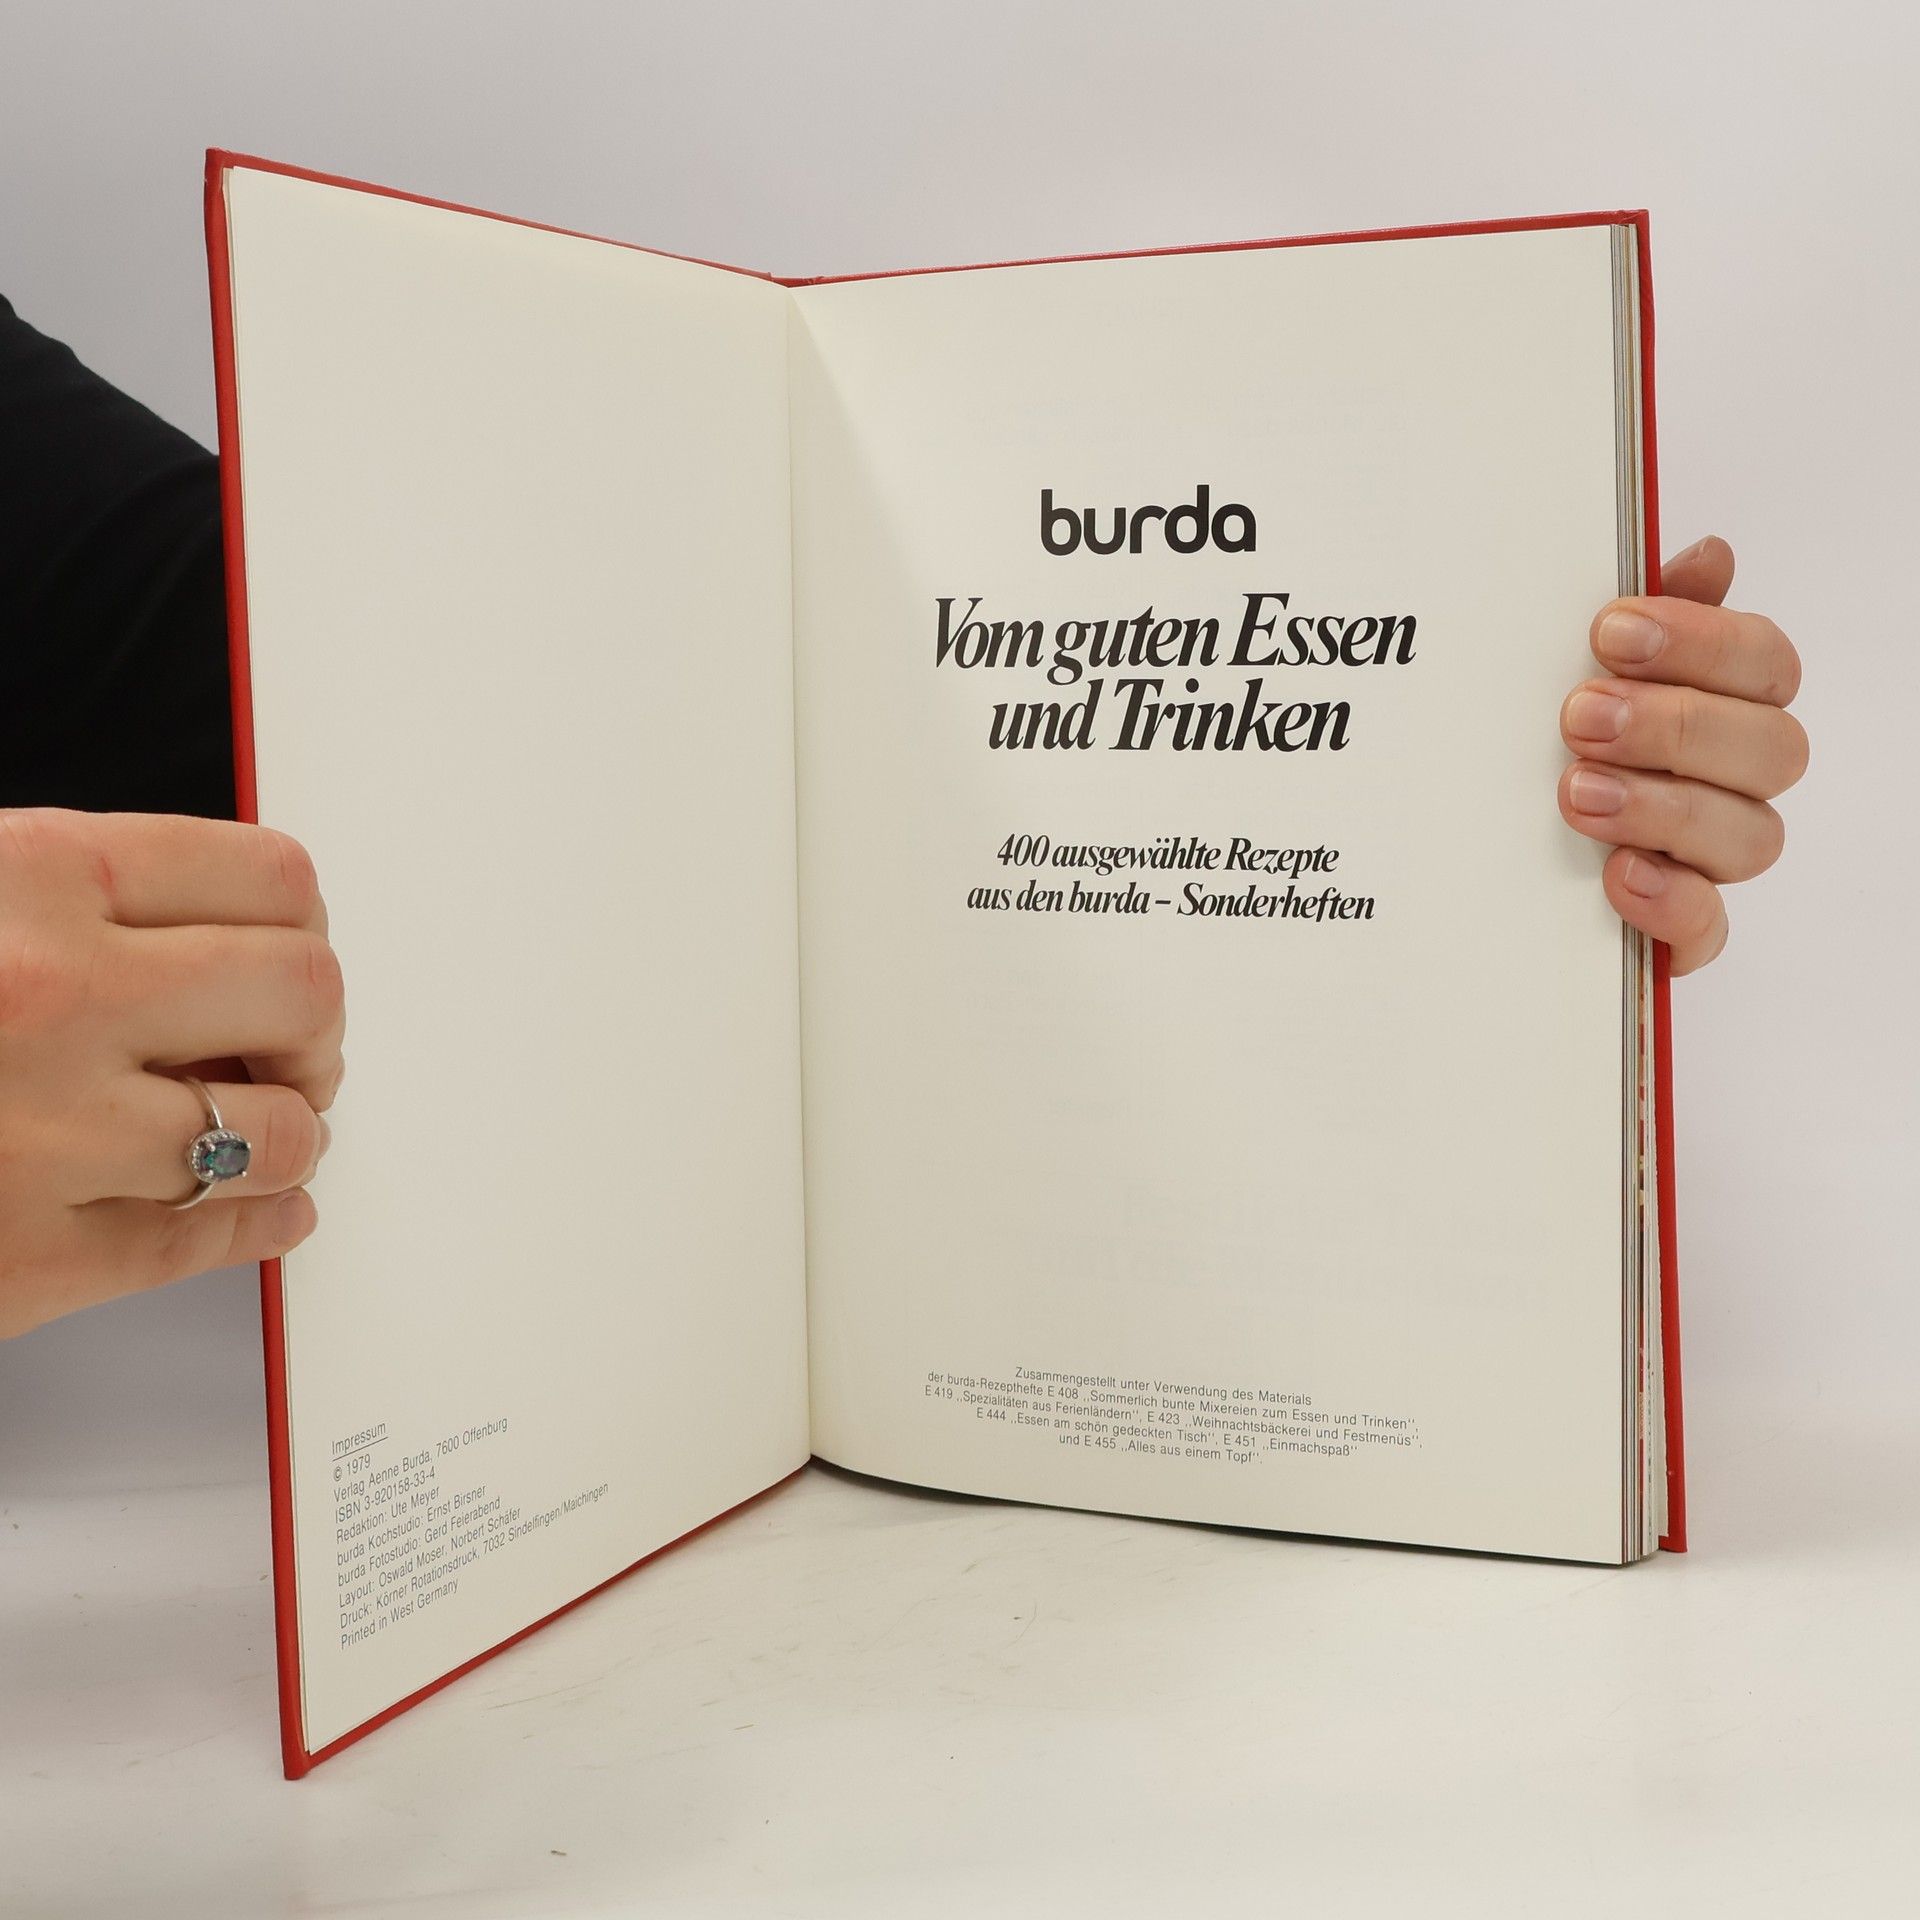 Impressum
© 1979
Verlag Aenne Burda, 7600 Offenburg
ISBN 3-920158-33-4
Redaktion: Ute Meyer
burda Kochstudio: Ernst Birsner
burda Fotostudio: Gerd Feierabend
Layout: Oswald Moser, Norbert Schäfer
Druck: Körner Rotationsdruck, 7032 Sindelfingen/Maichingen
Printed in West Germany
burda
Vom guten Essen
und Trinken
400 ausgewählte Rezepte
aus den burda – Sonderheften
Zusammengestellt unter Verwendung des Materials
der burda-Rezepthefte E 408 ,,Sommerlich bunte Mixereien zum Essen und Trinken'',
E 419 ,,Spezialitäten aus Ferienländern'', E 423 ,,Weihnachtsbäckerei und Festmenüs'',
E 444 ,,Essen am schön gedeckten Tisch'', E 451 ,,Einmachspaß''
und E 455 ,,Alles aus einem Topf''.